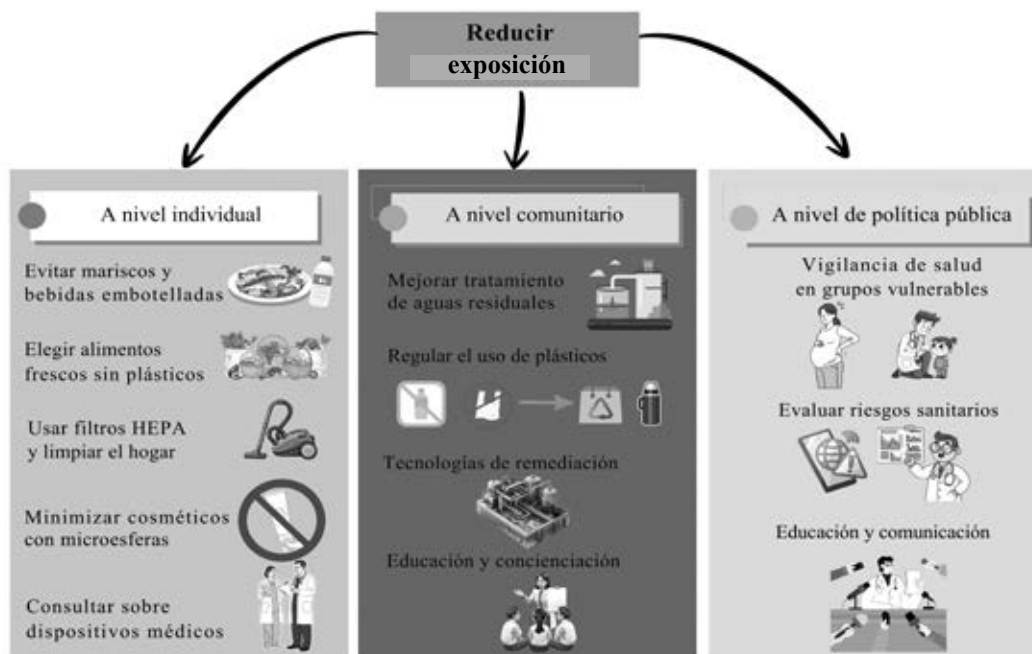 Reducir
exposición
A nivel individual
Evitar mariscos y
bebidas embotelladas
Elegir alimentos
frescos sin plásticos
Usar filtros HEPA
y limpiar el hogar
Minimizar cosméticos
con microesferas
Consultar sobre
dispositivos médicos
A nivel comunitario
Mejorar tratamiento
de aguas residuales
Regular el uso de plásticos
Tecnologías de remediación
Educación y concienciación
A nivel de política pública
Vigilancia de salud
en grupos vulnerables
Evaluar riesgos sanitarios
Educación y comunicación